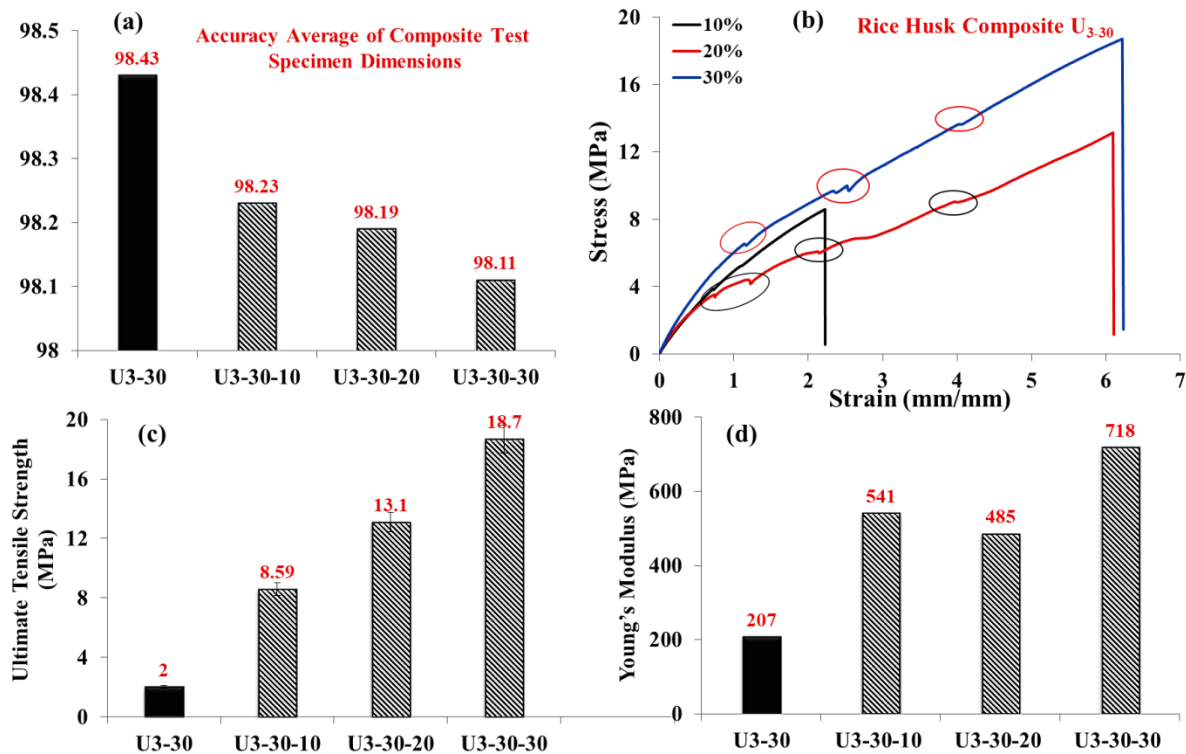 (a)
Accuracy Average of Composite Test
Specimen Dimensions
98.5
98.4
98.3
98.2
98.1
98
98.43
98.23
98.19
98.11
U3-30 U3-30-10 U3-30-20 U3-30-30
(b)
Rice Husk Composite U3-30
10%
20%
30%
Stress (MPa)
20
16
12
8
4
0
0 1 2 3 4 5 6 7
Strain (mm/mm)
(c)
Ultimate Tensile Strength
(MPa)
20
16
12
8
4
0
2
8.59
13.1
18.7
U3-30 U3-30-10 U3-30-20 U3-30-30
(d)
Young’s Modulus (MPa)
800
600
400
200
0
207
541
485
718
U3-30 U3-30-10 U3-30-20 U3-30-30